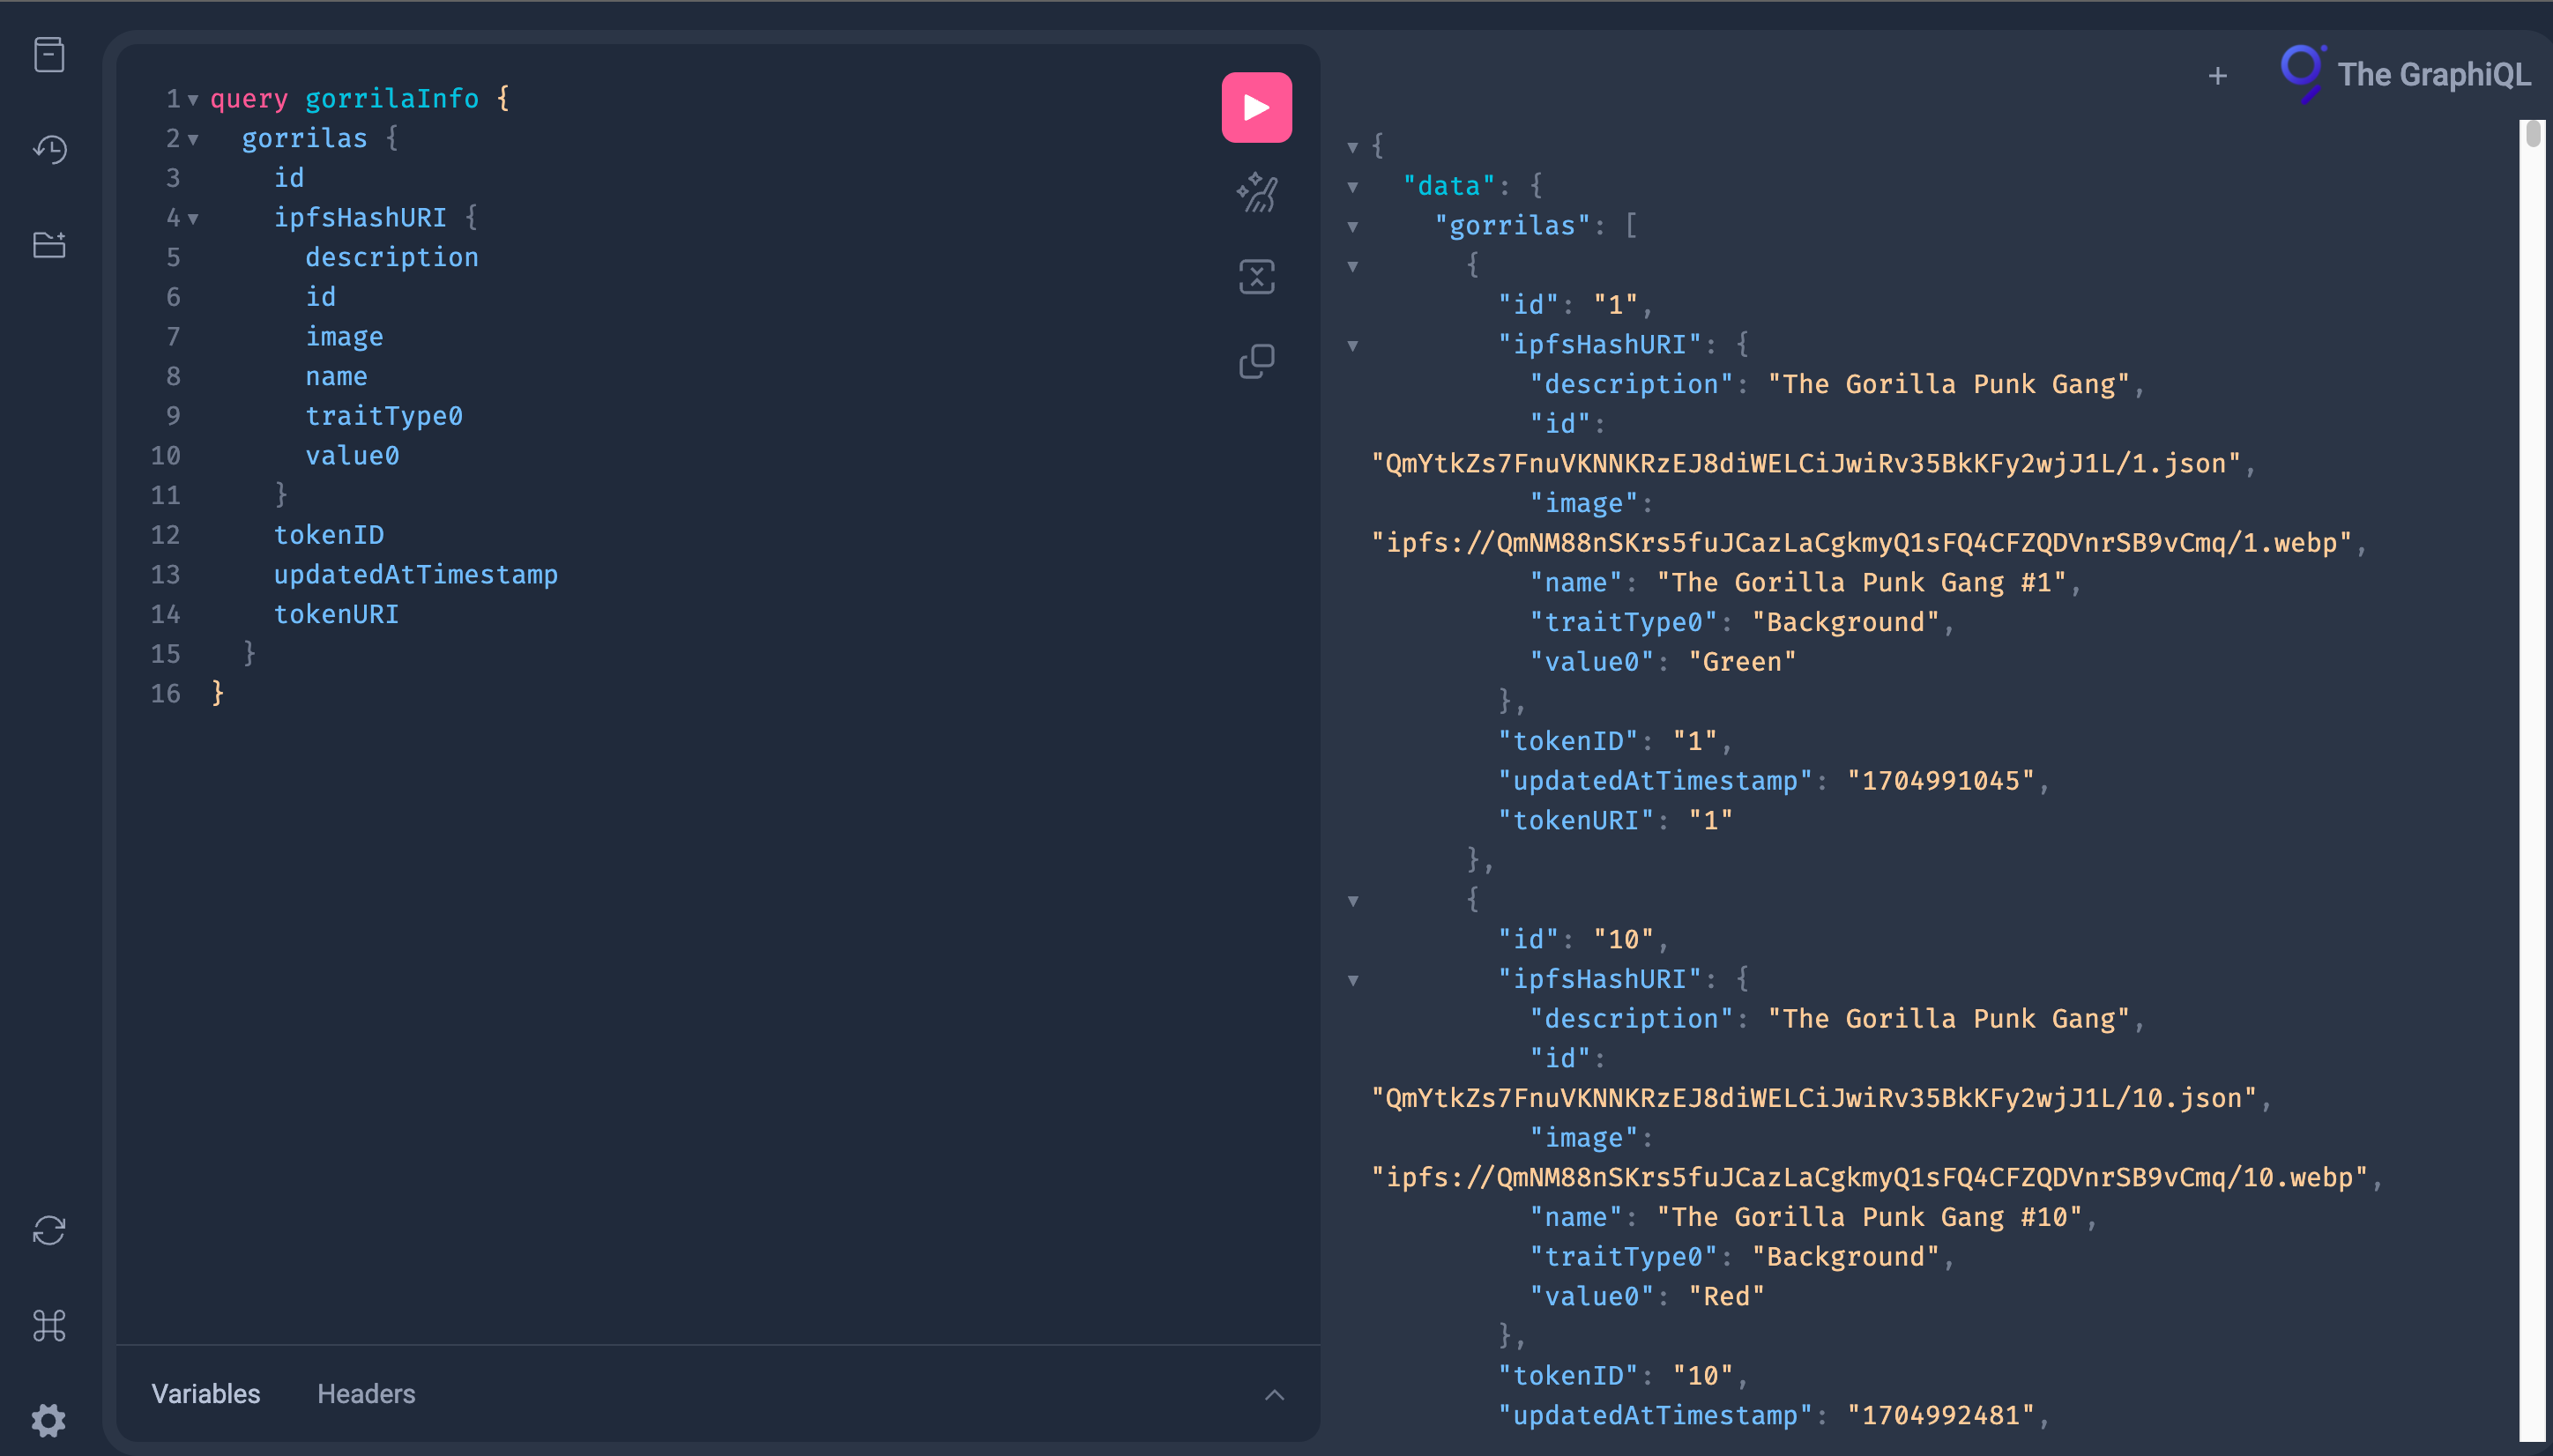 1 query gorrilaInfo {
2 gorrilas {
3 id
4 ipfsHashURI {
5 description
6 id
7 image
8 name
9 traitType0
10 value0
11 }
12 tokenID
13 updatedAtTimestamp
14 tokenURI
15 }
16 }
Variables Headers
+ The GraphiQL
{
"data": {
"gorrilas": [
{
"id": "1",
"ipfsHashURI": {
"description": "The Gorilla Punk Gang",
"id":
"QmYtkZs7FnuVKNNKRzEJ8diWELCiJwiRv35BkKFy2wjJ1L/1.json",
"image":
"ipfs://QmNM88nSKrs5fuJCazLaCgkmyQ1sFQ4CFZQDVnrSB9vCmq/1.webp",
"name": "The Gorilla Punk Gang #1",
"traitType0": "Background",
"value0": "Green"
},
"tokenID": "1",
"updatedAtTimestamp": "1704991045",
"tokenURI": "1"
},
{
"id": "10",
"ipfsHashURI": {
"description": "The Gorilla Punk Gang",
"id":
"QmYtkZs7FnuVKNNKRzEJ8diWELCiJwiRv35BkKFy2wjJ1L/10.json",
"image":
"ipfs://QmNM88nSKrs5fuJCazLaCgkmyQ1sFQ4CFZQDVnrSB9vCmq/10.webp",
"name": "The Gorilla Punk Gang #10",
"traitType0": "Background",
"value0": "Red"
},
"tokenID": "10",
"updatedAtTimestamp": "1704992481",